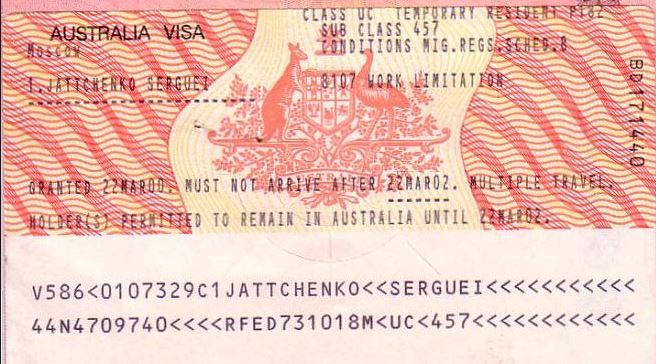 CLASS UC TEMPORARY RESIDENT PT82
AUSTRALIA VISA
SUB CLASS 457
MOSCOW
CONDITIONS MIG.REGS.SCHED.8
1.JATTCHENKO SERGUEI
8107 WORK LIMITATION
BD171440
GRANTED 22MAR00. MUST NOT ARRIVE AFTER 22MAR02. MULTIPLE TRAVEL.
HOLDER(S) PERMITTED TO REMAIN IN AUSTRALIA UNTIL 22MAR02.
V586<0107329C1JATTCHENKO<<SERGUEI<<<<<<<<<<<
44N4709740<<<<RFED731018M<UC<457<<<<<<<<<<<<